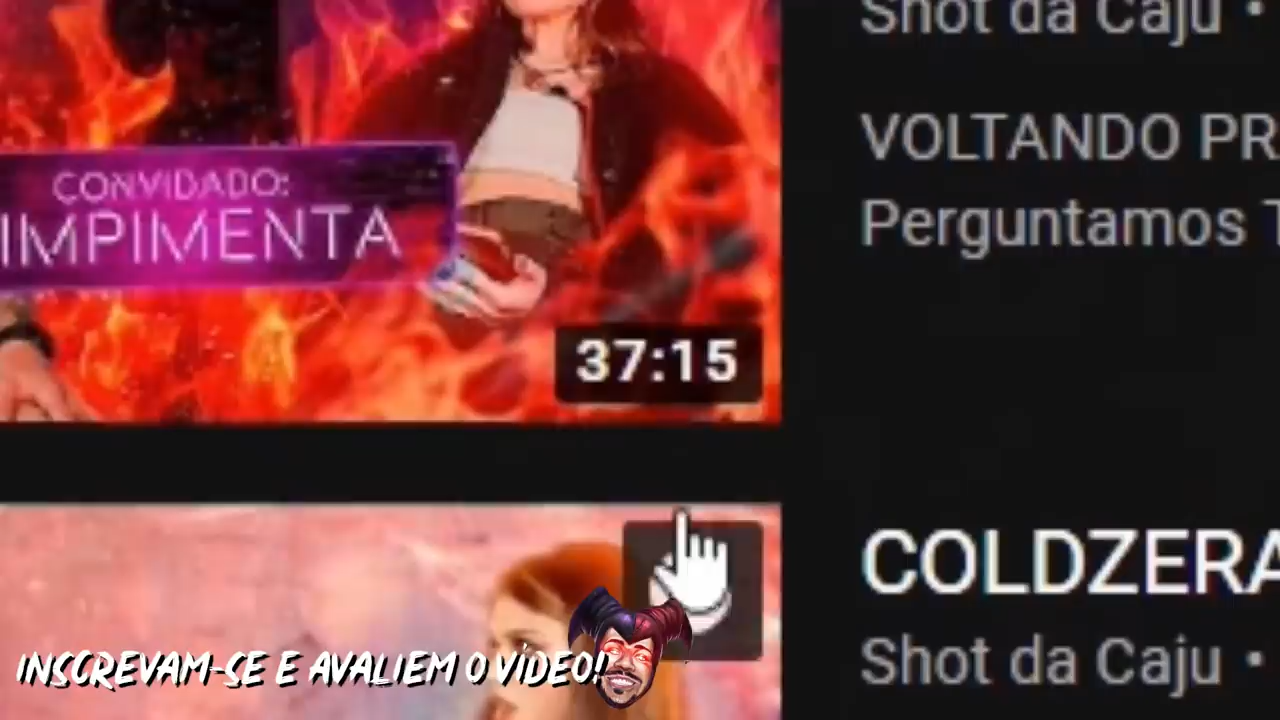 Shot da Caju •
VOLTANDO PR
Perguntamos T
CONVIDADO:
IMPIMENTA
37:15
COLDZERA
Shot da Caju •
INSCREVAM-SE E AVALIEM O VÍDEO!